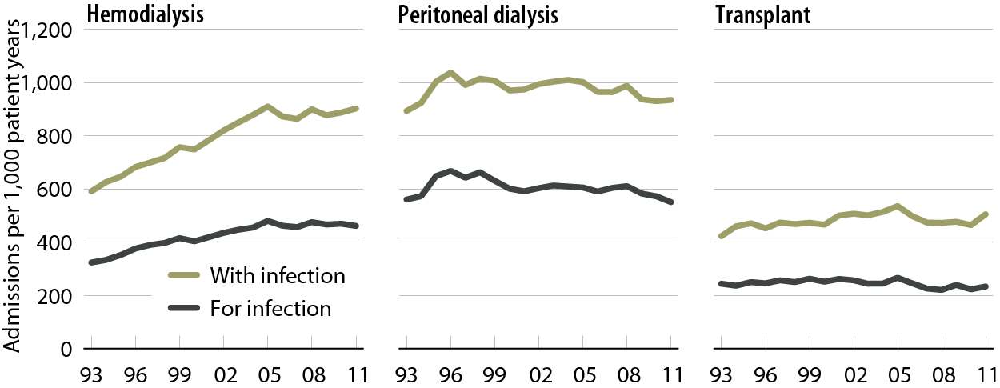 Hemodialysis
Peritoneal dialysis
Transplant
Admissions per 1,000 patient years
1,200
1,000
800
600
400
200
0
With infection
For infection
93 96 99 02 05 08 11
93 96 99 02 05 08 11
93 96 99 02 05 08 11